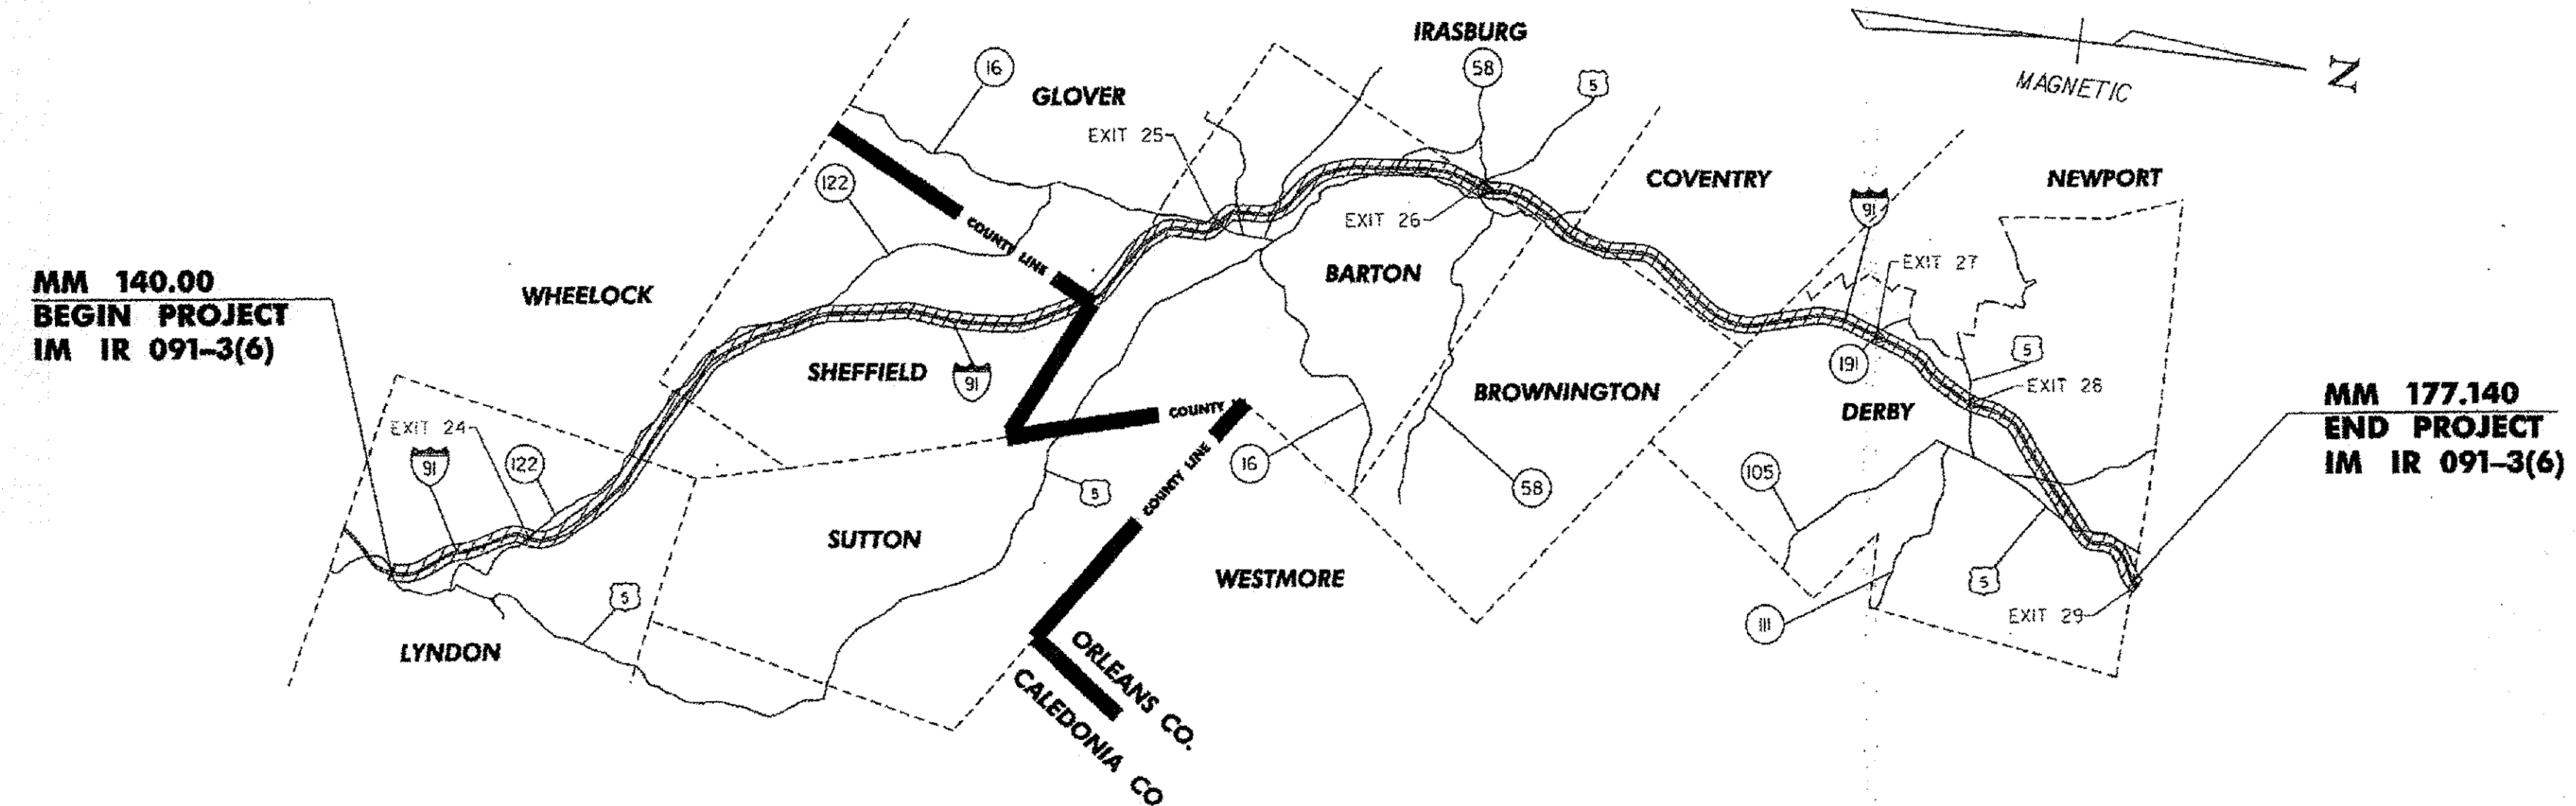 IRASBURG
16
58
5
GLOVER
MAGNETIC
N
EXIT 25
122
COVENTRY
NEWPORT
COUNTY LINE
EXIT 26
91
MM 140.00
BEGIN PROJECT
IM IR 091-3(6)
WHEELOCK
BARTON
EXIT 27
SHEFFIELD
91
191
5
EXIT 28
BROWNINGTON
DERBY
MM 177.140
END PROJECT
IM IR 091-3(6)
COUNTY
COUNTY LINE
EXIT 24
91
122
16
58
5
105
SUTTON
WESTMORE
5
5
111
EXIT 29
LYNDON
ORLEANS CO.
CALEDONIA CO